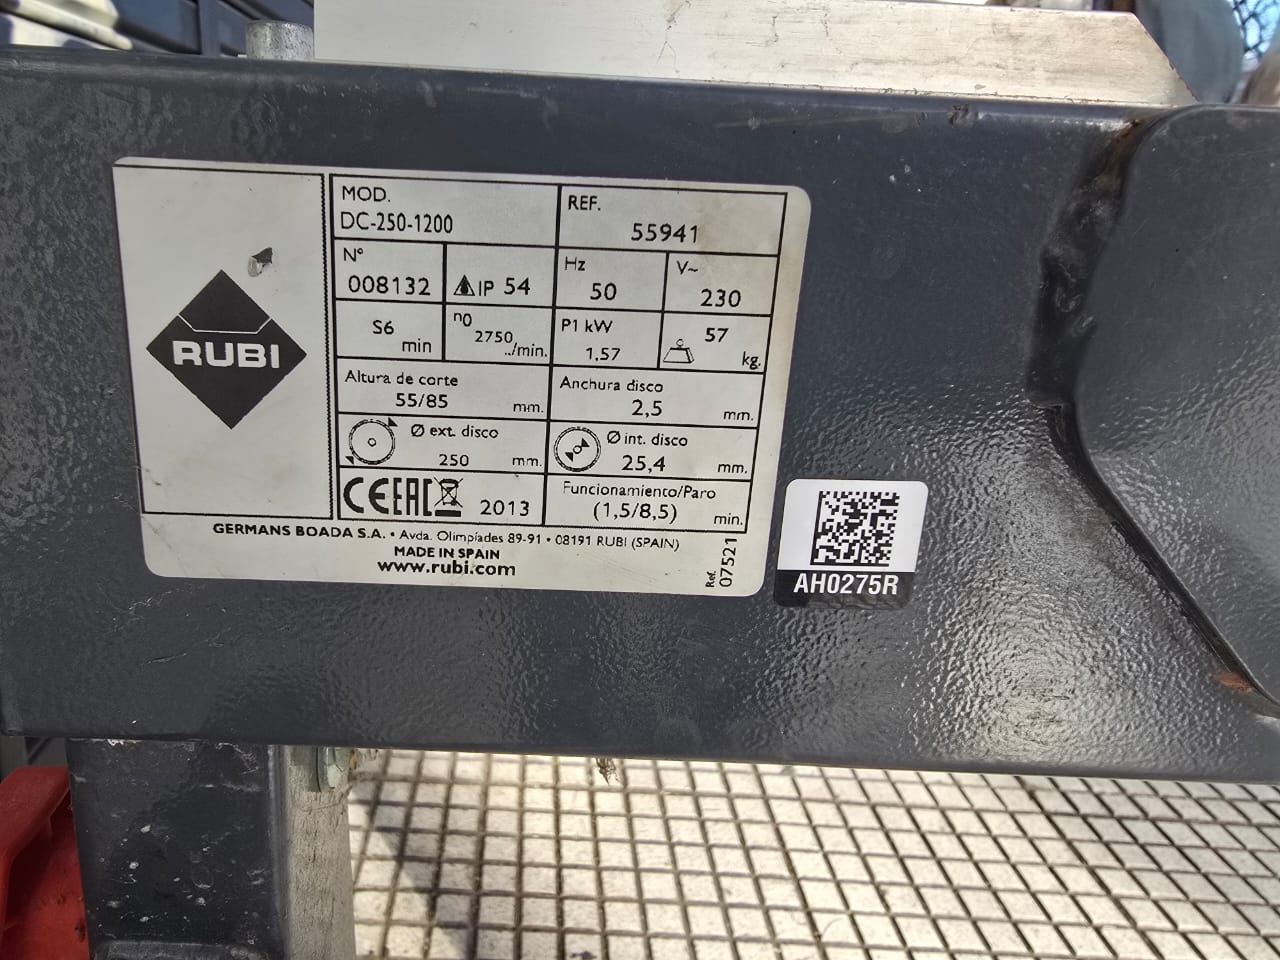 RUBI
MOD.
DC-250-1200
REF.
55941
Nº
008132
IP 54
Hz
50
V~
230
S6
min
n0
2750
../min.
P1 kW
1,57
57
kg.
Altura de corte
55/85
mm.
Anchura disco
2,5
mm.
Ø ext. disco
250
mm.
Ø int. disco
25,4
mm.
CE EAC 2013
Funcionamiento/Paro
(1,5/8,5)
min.
GERMANS BOADA S.A. • Avda. Olimpíades 89-91 • 08191 RUBI (SPAIN)
MADE IN SPAIN
www.rubi.com
Ref. 07521
AH0275R